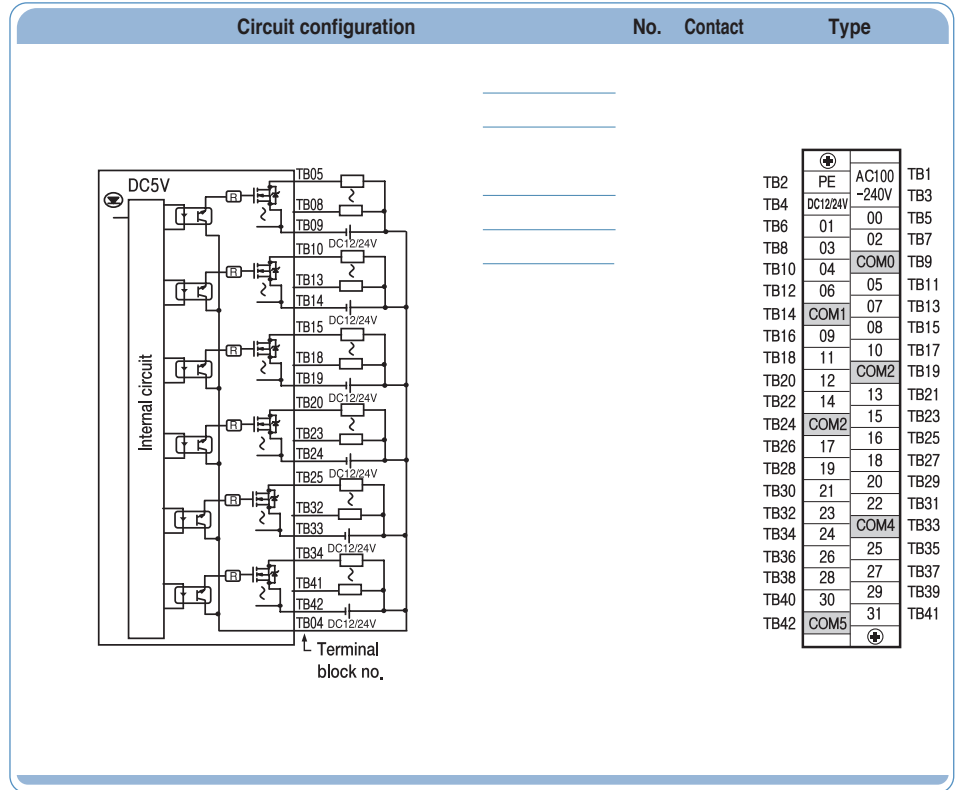 Circuit configuration No. Contact Type
DC5V
Internal circuit
R
R
R
R
R
R
TB05
TB08
TB09
DC12/24V
TB10
TB13
TB14
DC12/24V
TB15
TB18
TB19
DC12/24V
TB20
TB23
TB24
DC12/24V
TB25
TB32
TB33
DC12/24V
TB34
TB41
TB42
TB04 DC12/24V
Terminal
block no.
TB2 PE AC100 TB1
-240V TB3
TB4 DC12/24V
00 TB5
TB6 01
02 TB7
TB8 03
COM0 TB9
TB10 04
05 TB11
TB12 06
07 TB13
TB14 COM1
08 TB15
TB16 09
10 TB17
TB18 11
COM2 TB19
TB20 12
13 TB21
TB22 14
15 TB23
TB24 COM2
16 TB25
TB26 17
18 TB27
TB28 19
20 TB29
TB30 21
22 TB31
TB32 23
COM4 TB33
TB34 24
25 TB35
TB36 26
27 TB37
TB38 28
29 TB39
TB40 30
31 TB41
TB42 COM5